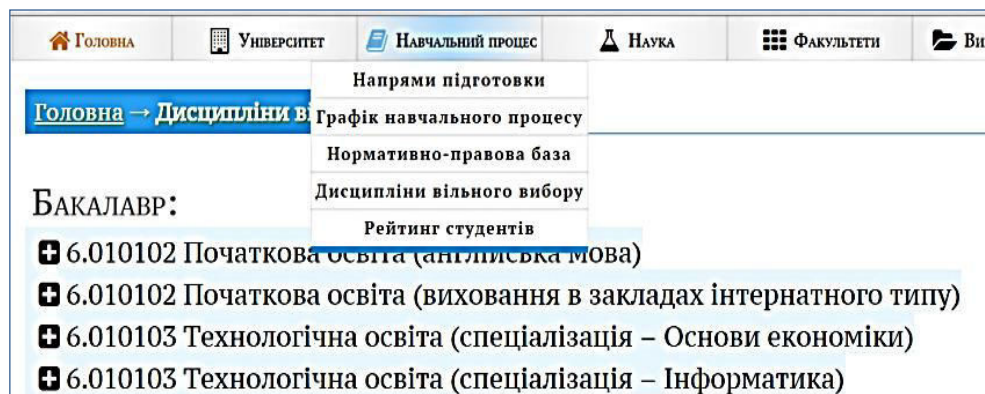 Головна Університет Навчальний процес Наука Факультети Ви
Напрями підготовки
Головна → Дисципліни ві
Графік навчального процесу
Нормативно-правова база
Дисципліни вільного вибору
Рейтинг студентів
Бакалавр:
6.010102 Початкова освіта (англійська мова)
6.010102 Початкова освіта (виховання в закладах інтернатного типу)
6.010103 Технологічна освіта (спеціалізація – Основи економіки)
6.010103 Технологічна освіта (спеціалізація – Інформатика)